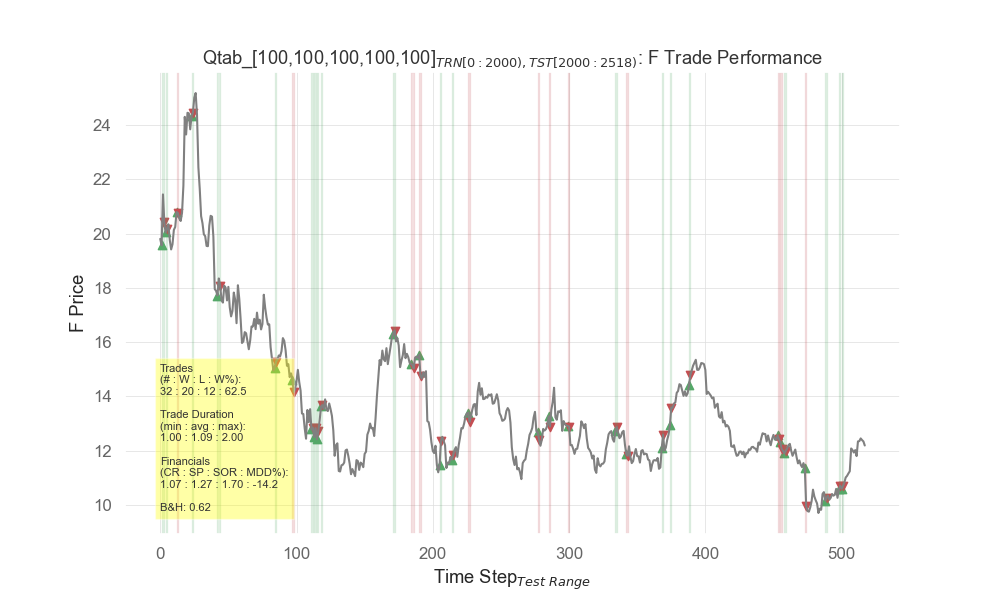 Qtab_[100,100,100,100,100]TRN[0 : 2000), TST[2000 : 2518): F Trade Performance
24
22
20
18
16
14
12
10
F Price
Trades
(# : W : L : W%):
32 : 20 : 12 : 62.5
Trade Duration
(min : avg : max):
1.00 : 1.09 : 2.00
Financials
(CR : SP : SOR : MDD%):
1.07 : 1.27 : 1.70 : -14.2
B&H: 0.62
0 100 200 300 400 500
Time StepTest Range